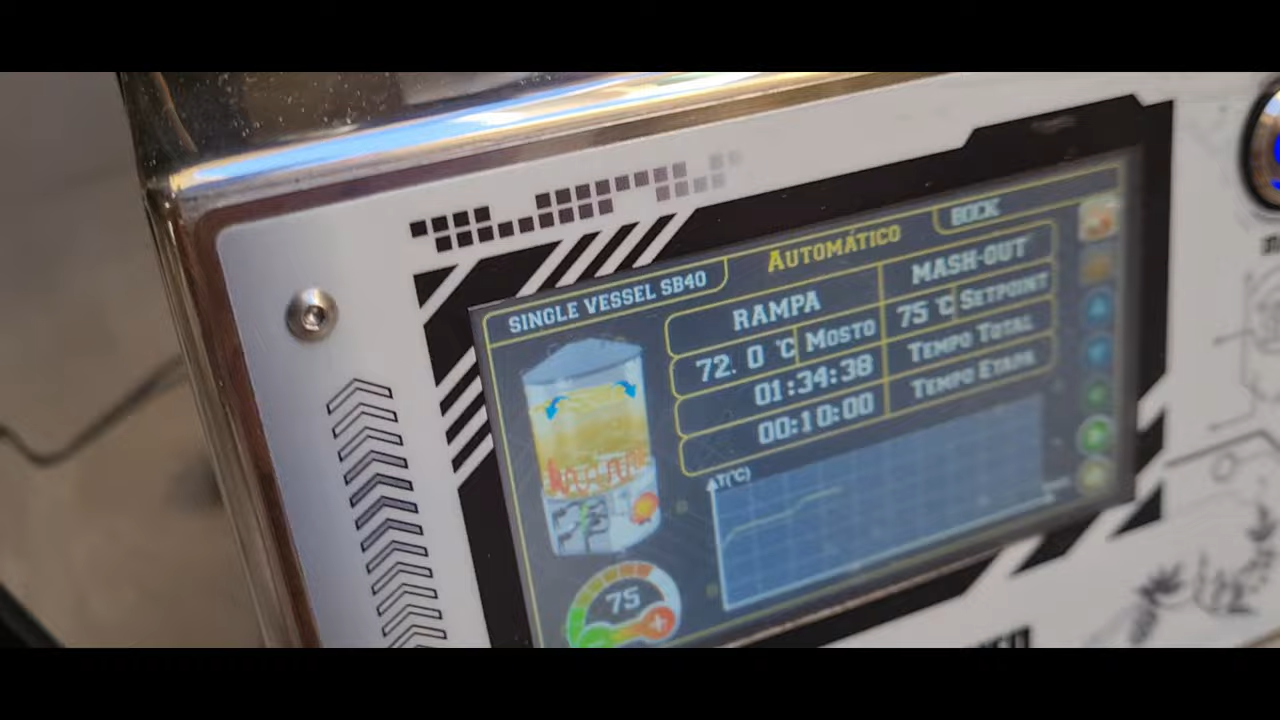 SINGLE VESSEL SB40
AUTOMÁTICO
BOCK
RAMPA
MASH-OUT
72.0 °C MOSTO
75 °C SETPOINT
01:34:38
TEMPO TOTAL
00:10:00
TEMPO ETAPA
T(°C)
75